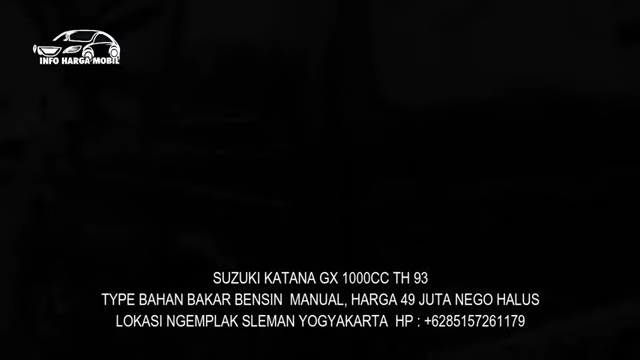 INFO HARGA MOBIL
SUZUKI KATANA GX 1000CC TH 93
TYPE BAHAN BAKAR BENSIN  MANUAL, HARGA 49 JUTA NEGO HALUS
LOKASI NGEMPLAK SLEMAN YOGYAKARTA  HP : +6285157261179